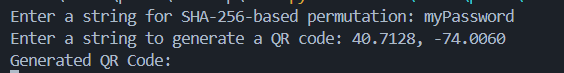 Enter a string for SHA-256-based permutation: myPassword
Enter a string to generate a QR code: 40.7128, -74.0060
Generated QR Code: